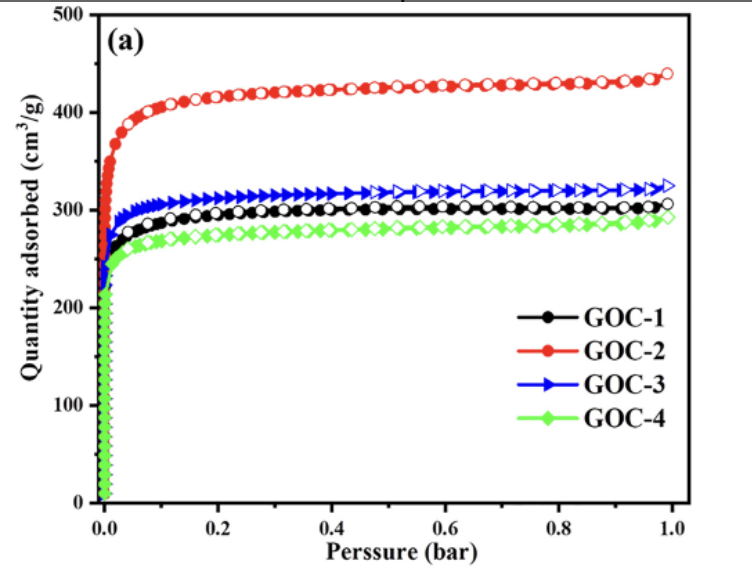 (a)
500
400
300
200
100
0
Quantity adsorbed (cm³/g)
GOC-1
GOC-2
GOC-3
GOC-4
0.0 0.2 0.4 0.6 0.8 1.0
Perssure (bar)